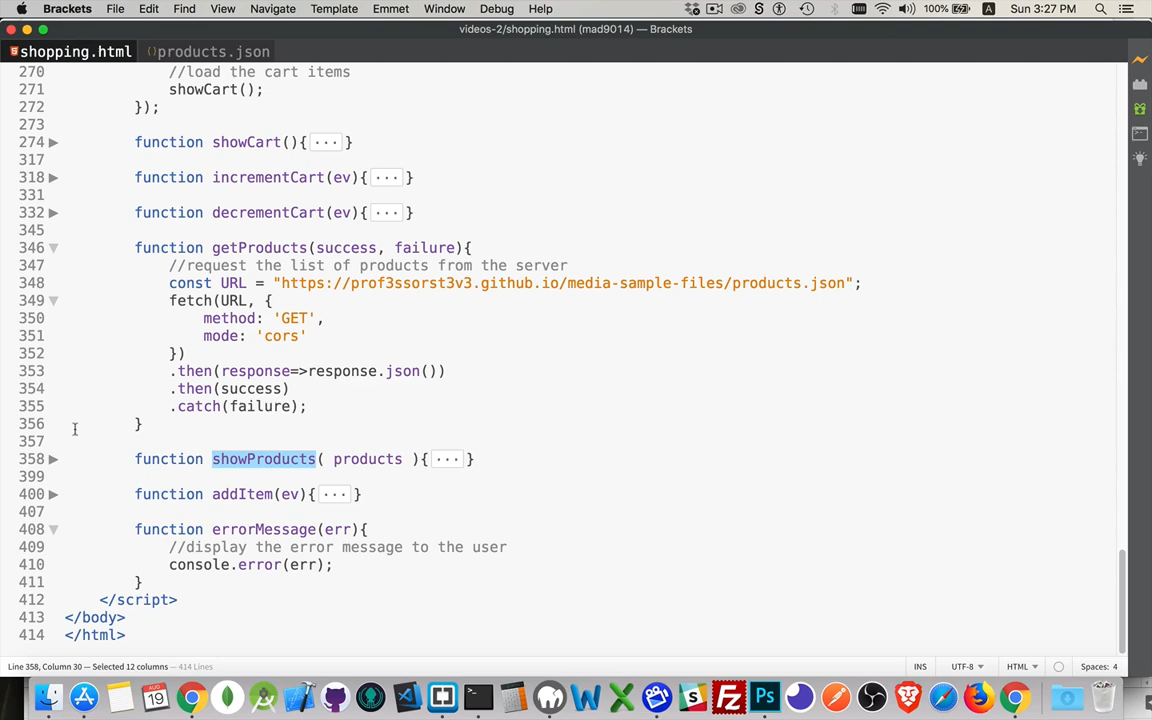 Brackets File Edit Find View Navigate Template Emmet Window Debug Help 100% A Sun 3:27 PM
videos-2/shopping.html (mad9014) — Brackets
shopping.html products.json
270 //load the cart items
271 showCart();
272 });
273
274 function showCart(){···}
317
318 function incrementCart(ev){···}
331
332 function decrementCart(ev){···}
345
346 function getProducts(success, failure){
347 //request the list of products from the server
348 const URL = "https://prof3ssorst3v3.github.io/media-sample-files/products.json";
349 fetch(URL, {
350 method: 'GET',
351 mode: 'cors'
352 })
353 .then(response=>response.json())
354 .then(success)
355 .catch(failure);
356 }
357
358 function showProducts( products ){···}
399
400 function addItem(ev){···}
407
408 function errorMessage(err){
409 //display the error message to the user
410 console.error(err);
411 }
412 </script>
413 </body>
414 </html>
Line 358, Column 30 — Selected 12 columns — 414 Lines INS UTF-8 HTML Spaces: 4
AUG
19
W X S FZ Ps